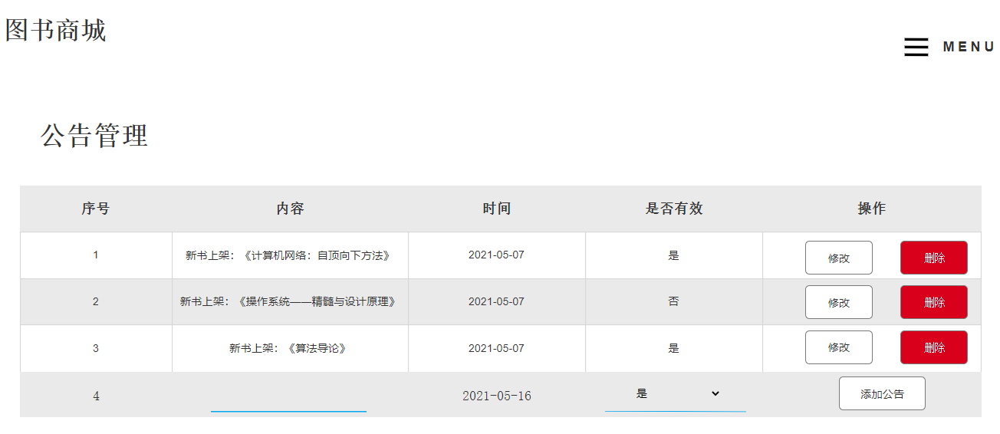 图书商城
MENU
公告管理
序号 内容 时间 是否有效 操作
1 新书上架：《计算机网络：自顶向下方法》 2021-05-07 是 修改 删除
2 新书上架：《操作系统——精髓与设计原理》 2021-05-07 否 修改 删除
3 新书上架：《算法导论》 2021-05-07 是 修改 删除
4 2021-05-16 是 添加公告